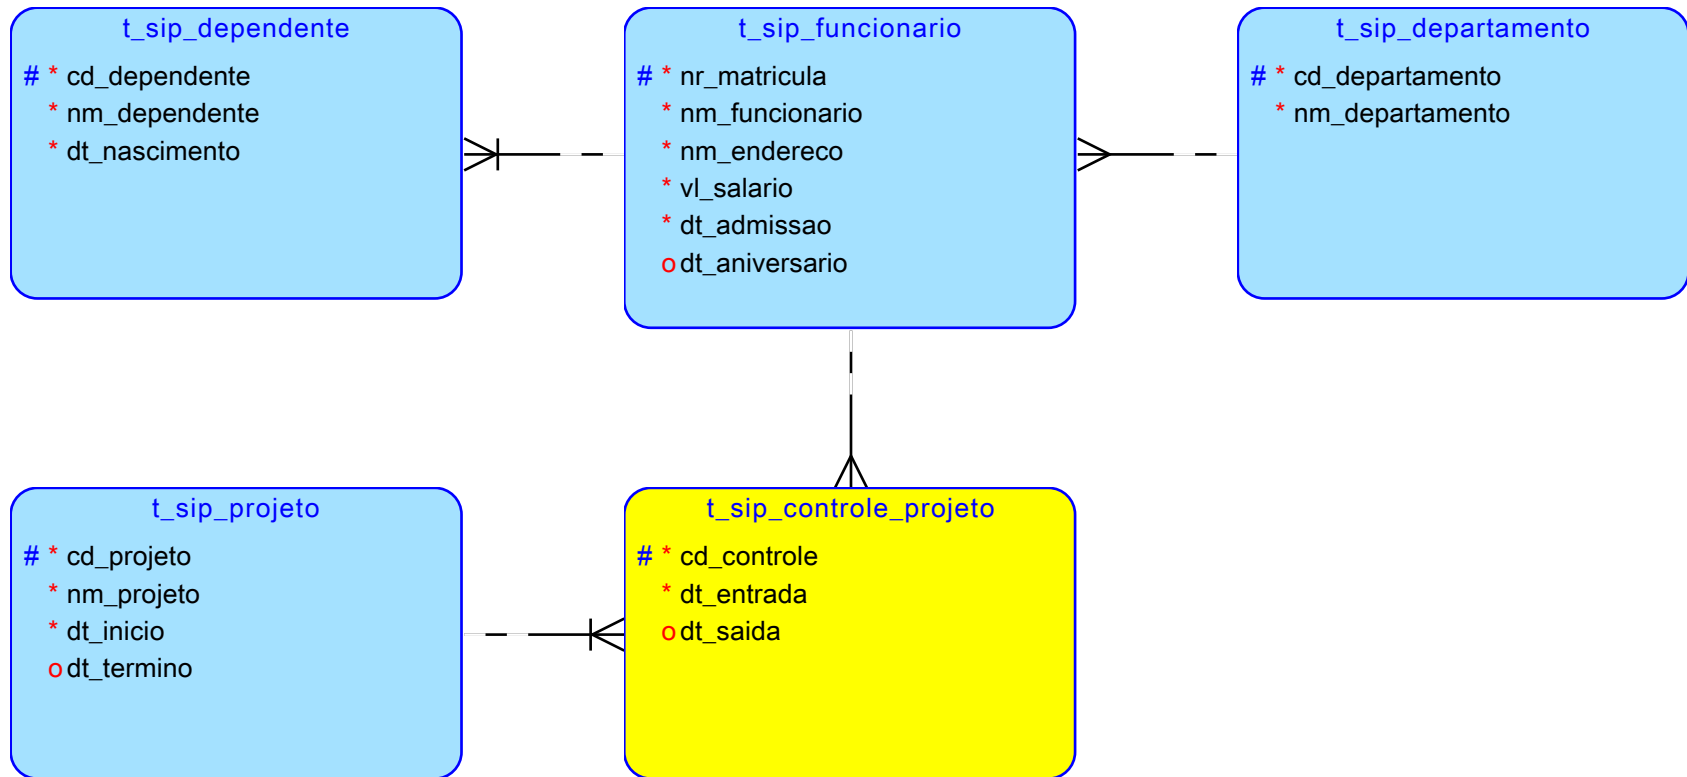 t_sip_dependente
# * cd_dependente
* nm_dependente
* dt_nascimento
t_sip_funcionario
# * nr_matricula
* nm_funcionario
* nm_endereco
* vl_salario
* dt_admissao
o dt_aniversario
t_sip_departamento
# * cd_departamento
* nm_departamento
t_sip_projeto
# * cd_projeto
* nm_projeto
* dt_inicio
o dt_termino
t_sip_controle_projeto
# * cd_controle
* dt_entrada
o dt_saida